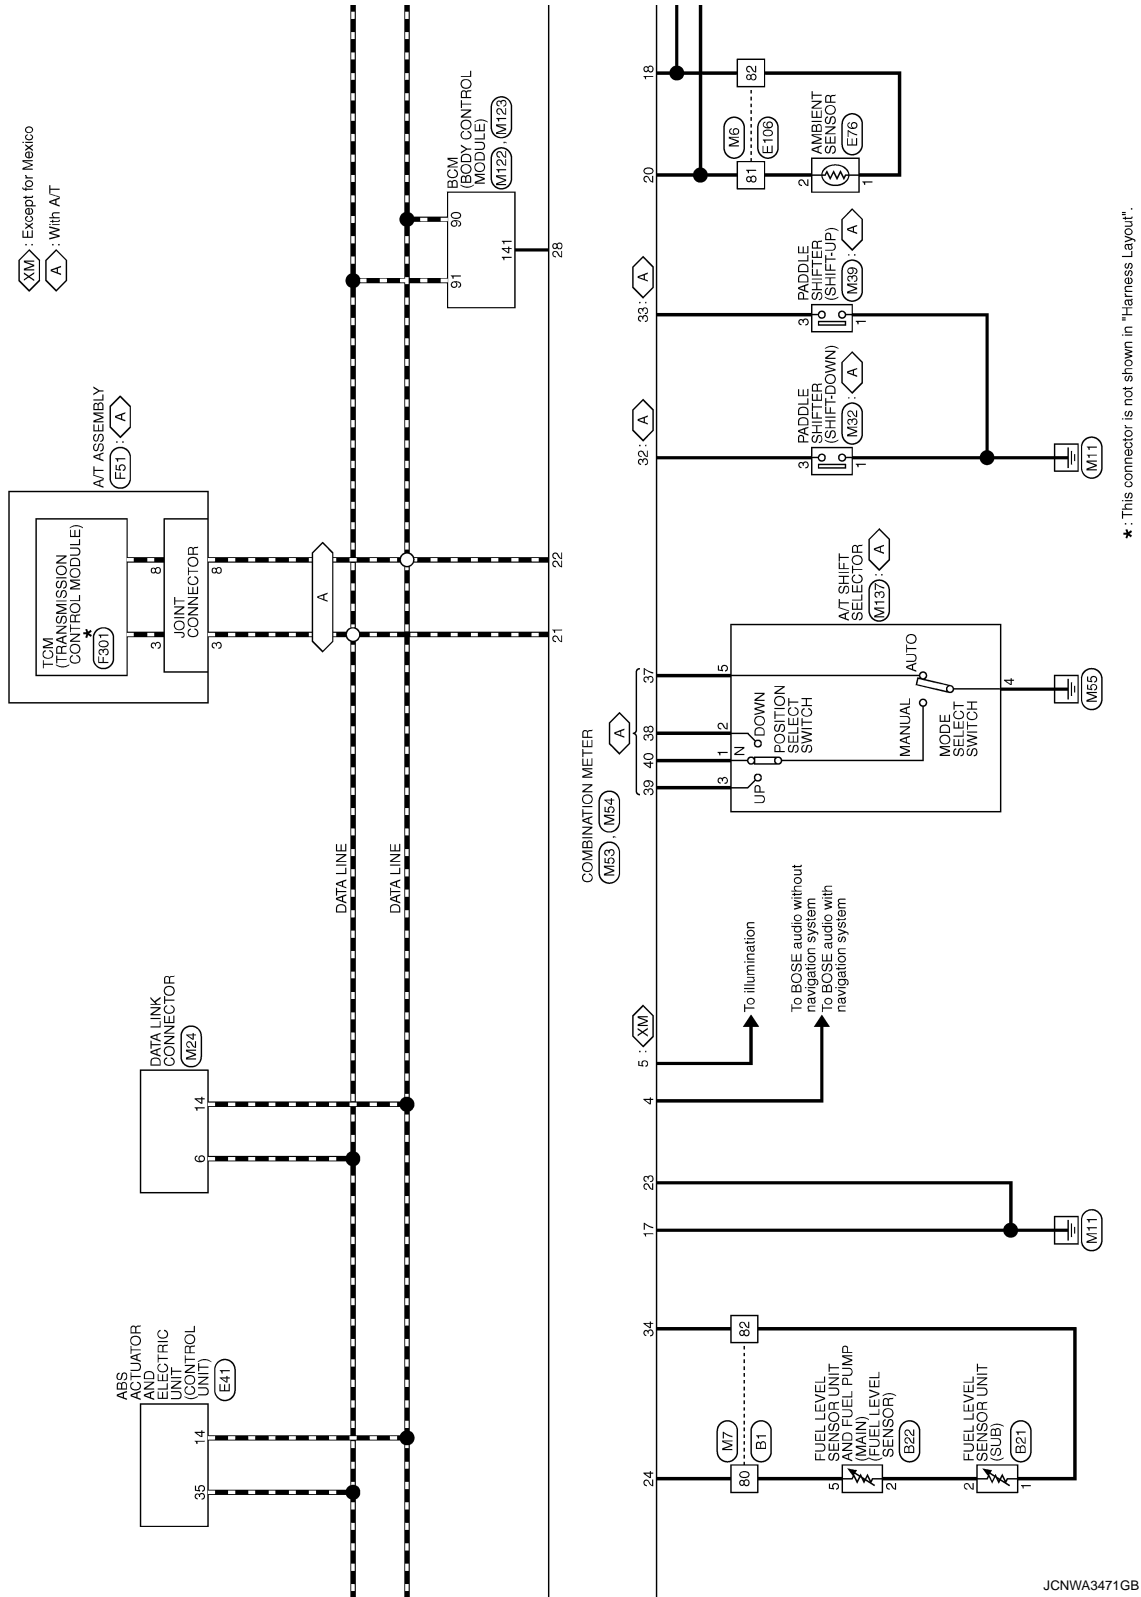 XM : Except for Mexico
A : With A/T
A/T ASSEMBLY
F51 : A
TCM
(TRANSMISSION
CONTROL MODULE)
*
F301
JOINT
CONNECTOR
3
8
3
8
A
21
22
BCM
(BODY CONTROL
MODULE)
M122 , M123
91
90
141
28
DATA LINE
DATA LINE
DATA LINK
CONNECTOR
M24
6
14
ABS
ACTUATOR
AND
ELECTRIC
UNIT
(CONTROL
UNIT)
E41
35
14
COMBINATION METER
M53 , M54
24
34
17
23
4
5 : XM
A
39
40
38
37
32 : A
33 : A
20
18
M7
B1
80
82
FUEL LEVEL
SENSOR UNIT
AND FUEL PUMP
(MAIN)
(FUEL LEVEL
SENSOR)
B22
5
2
FUEL LEVEL
SENSOR UNIT
(SUB)
B21
2
1
M11
To illumination
To BOSE audio without
navigation system
To BOSE audio with
navigation system
A/T SHIFT
SELECTOR
M137 : A
3
1
2
5
UP
N
DOWN
POSITION
SELECT
SWITCH
MANUAL
AUTO
MODE
SELECT
SWITCH
4
M55
PADDLE
SHIFTER
(SHIFT-DOWN)
M32 : A
3
1
PADDLE
SHIFTER
(SHIFT-UP)
M39 : A
3
1
M11
M6
E106
81
82
AMBIENT
SENSOR
E76
2
1
* : This connector is not shown in "Harness Layout".
JCNWA3471GB